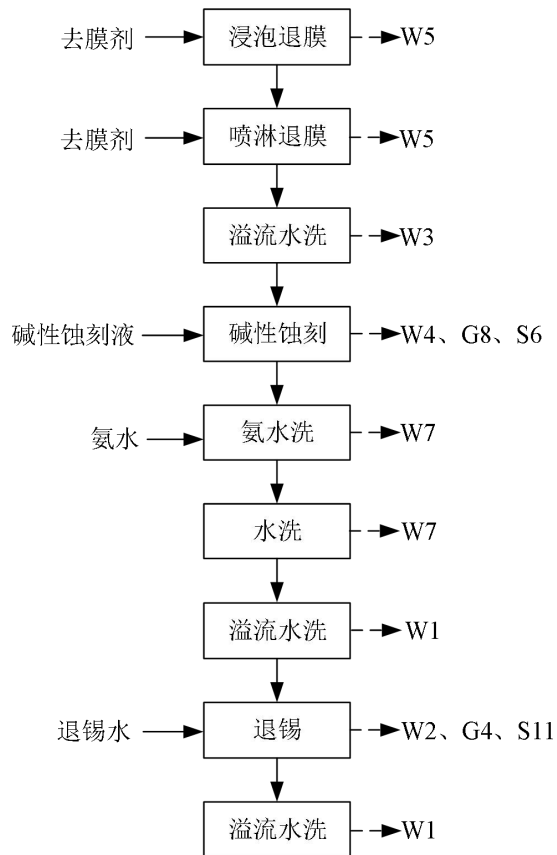 去膜剂 浸泡退膜 W5
去膜剂 喷淋退膜 W5
溢流水洗 W3
碱性蚀刻液 碱性蚀刻 W4、G8、S6
氨水 氨水洗 W7
水洗 W7
溢流水洗 W1
退锡水 退锡 W2、G4、S11
溢流水洗 W1